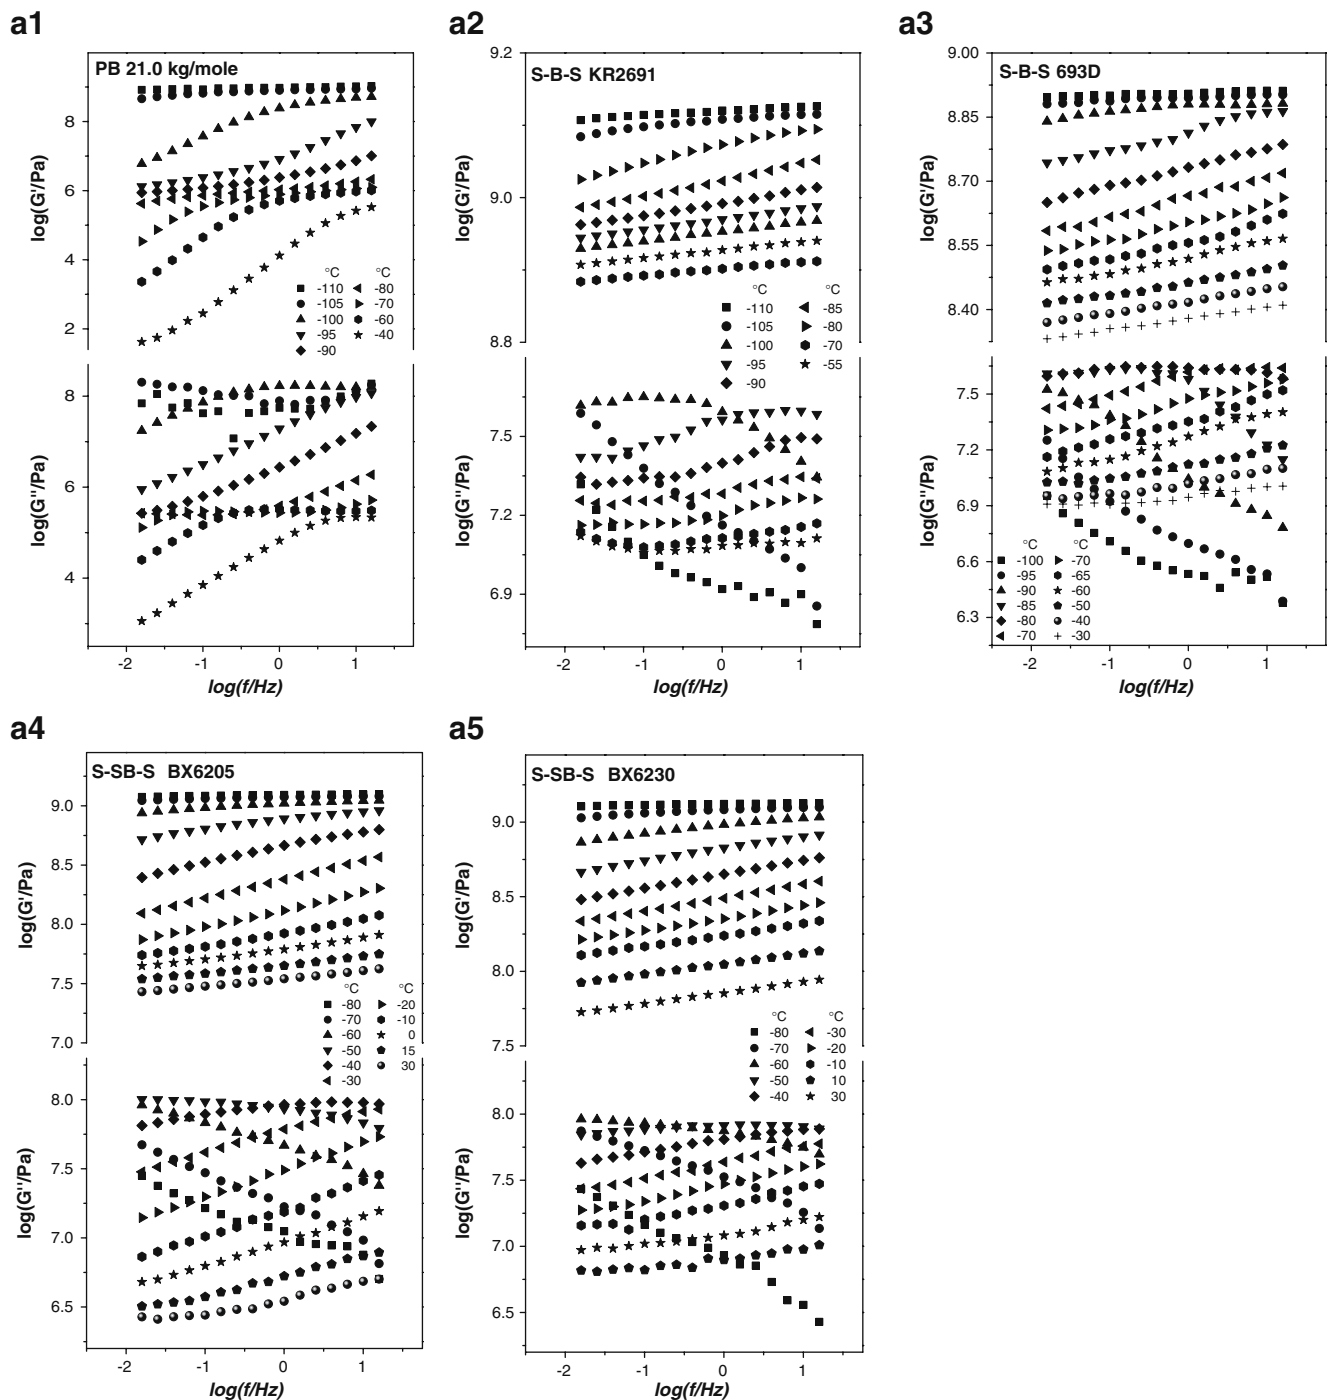 a1
PB 21.0 kg/mole
log(G'/Pa)
8
6
4
2
°C °C
-110 -80
-105 -70
-100 -60
-95 -40
-90
log(G''/Pa)
8
6
4
-2 -1 0 1
log(f/Hz)
a2
S-B-S KR2691
log(G'/Pa)
9.2
9.0
8.8
°C °C
-110 -85
-105 -80
-100 -70
-95 -55
-90
log(G''/Pa)
7.5
7.2
6.9
-2 -1 0 1
log(f/Hz)
a3
S-B-S 693D
log(G'/Pa)
9.00
8.85
8.70
8.55
8.40
log(G''/Pa)
7.5
7.2
6.9
6.6
6.3
°C °C
-100 -70
-95 -65
-90 -60
-85 -50
-80 -40
-70 -30
-2 -1 0 1
log(f/Hz)
a4
S-SB-S BX6205
log(G'/Pa)
9.0
8.5
8.0
7.5
7.0
°C °C
-80 -20
-70 -10
-60 0
-50 15
-40 30
-30
log(G''/Pa)
8.0
7.5
7.0
6.5
-2 -1 0 1
log(f/Hz)
a5
S-SB-S BX6230
log(G'/Pa)
9.0
8.5
8.0
7.5
°C °C
-80 -30
-70 -20
-60 -10
-50 10
-40 30
log(G''/Pa)
8.0
7.5
7.0
6.5
-2 -1 0 1
log(f/Hz)